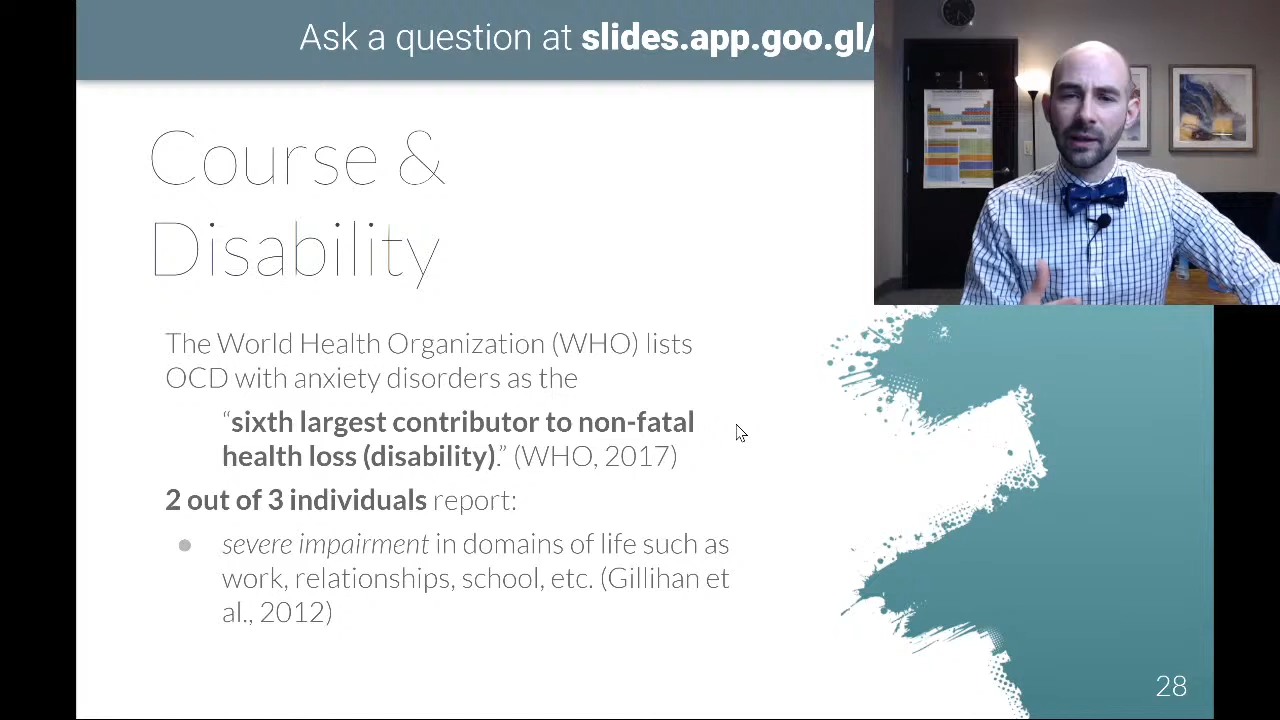 Ask a question at slides.app.goo.gl/
Course &
Disability
The World Health Organization (WHO) lists
OCD with anxiety disorders as the
“sixth largest contributor to non-fatal
health loss (disability).” (WHO, 2017)
2 out of 3 individuals report:
● severe impairment in domains of life such as
work, relationships, school, etc. (Gillihan et
al., 2012)
28